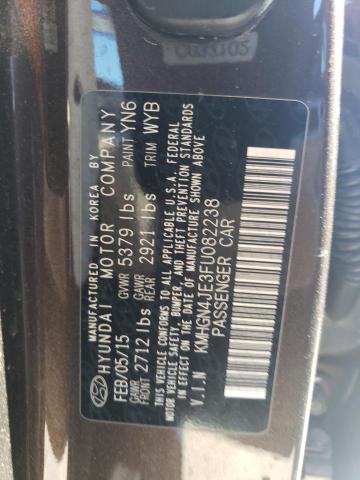 MANUFACTURED IN KOREA BY
HYUNDAI MOTOR COMPANY
FEB/05/15 GVWR 5379 lbs PAINT YN6
GAWR FRONT 2712 lbs GAWR REAR 2921 lbs TRIM WYB
THIS VEHICLE CONFORMS TO ALL APPLICABLE U.S.A. FEDERAL
MOTOR VEHICLE SAFETY, BUMPER, AND THEFT PREVENTION STANDARDS
IN EFFECT ON THE DATE OF MANUFACTURE SHOWN ABOVE
V.I.N KMHGN4JE3FU082238
PASSENGER CAR